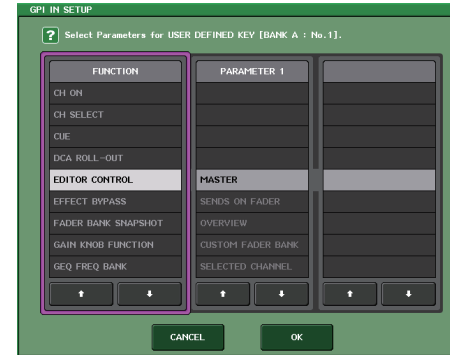 GPI IN SETUP
? Select Parameters for USER DEFINED KEY [BANK A : No.1].
FUNCTION PARAMETER 1
CH ON
CH SELECT
CUE
DCA ROLL-OUT
EDITOR CONTROL MASTER
EFFECT BYPASS SENDS ON FADER
FADER BANK SNAPSHOT OVERVIEW
GAIN KNOB FUNCTION CUSTOM FADER BANK
GEQ FREQ BANK SELECTED CHANNEL
CANCEL OK